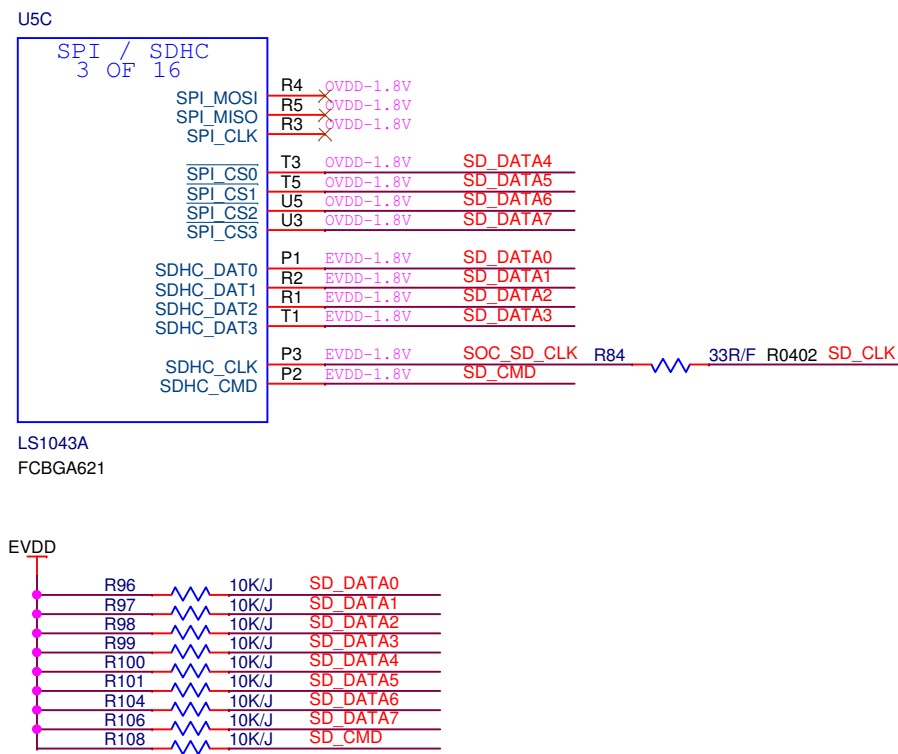 U5C
SPI / SDHC
3 OF 16
SPI_MOSI R4 OVDD-1.8V
SPI_MISO R5 OVDD-1.8V
SPI_CLK R3 OVDD-1.8V
SPI_CS0 T3 OVDD-1.8V SD_DATA4
SPI_CS1 T5 OVDD-1.8V SD_DATA5
SPI_CS2 U5 OVDD-1.8V SD_DATA6
SPI_CS3 U3 OVDD-1.8V SD_DATA7
SDHC_DAT0 P1 EVDD-1.8V SD_DATA0
SDHC_DAT1 R2 EVDD-1.8V SD_DATA1
SDHC_DAT2 R1 EVDD-1.8V SD_DATA2
SDHC_DAT3 T1 EVDD-1.8V SD_DATA3
SDHC_CLK P3 EVDD-1.8V SOC_SD_CLK R84 33R/F R0402 SD_CLK
SDHC_CMD P2 EVDD-1.8V SD_CMD
LS1043A
FCBGA621
EVDD
R96 10K/J SD_DATA0
R97 10K/J SD_DATA1
R98 10K/J SD_DATA2
R99 10K/J SD_DATA3
R100 10K/J SD_DATA4
R101 10K/J SD_DATA5
R104 10K/J SD_DATA6
R106 10K/J SD_DATA7
R108 10K/J SD_CMD